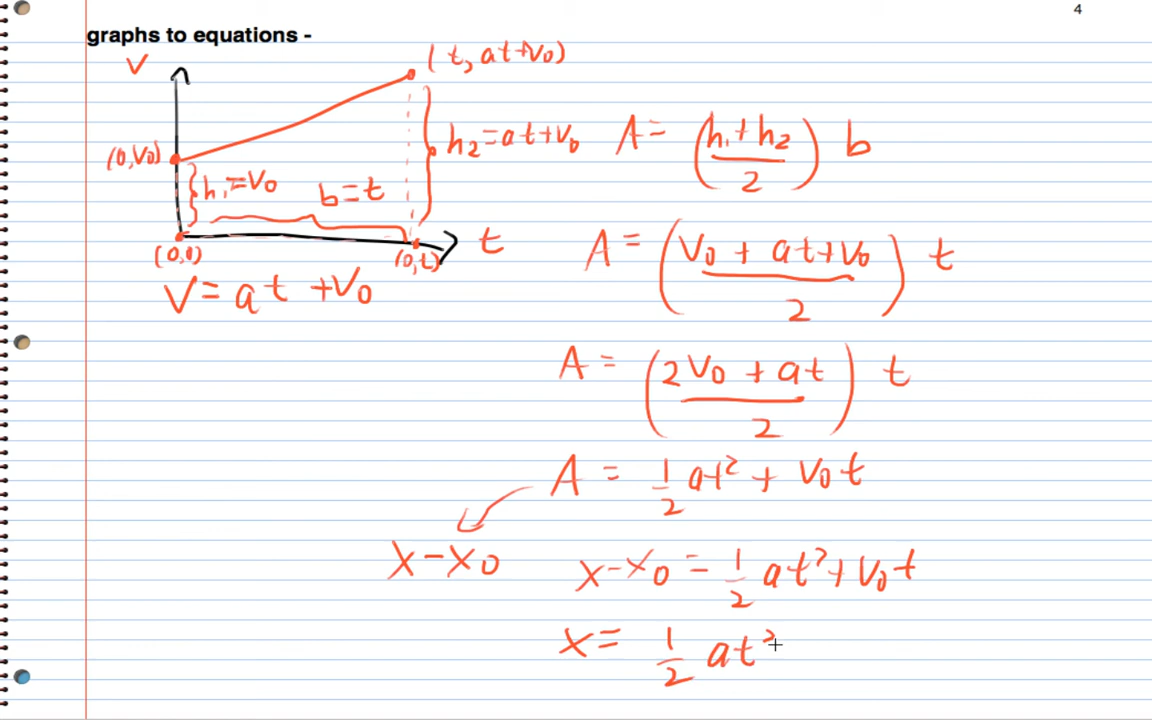 4
graphs to equations -
V
(t, at+V₀)
(0,V₀)
h₁=V₀
b=t
h₂=at+V₀
A = (h₁+h₂/2) b
(0,0)
(0,t)
t
V= at +V₀
A = (V₀ + at+V₀/2) t
A = (2V₀ + at/2) t
A = 1/2 at² + V₀t
X-X₀
X-X₀ = 1/2 at²+V₀t
X= 1/2 at²